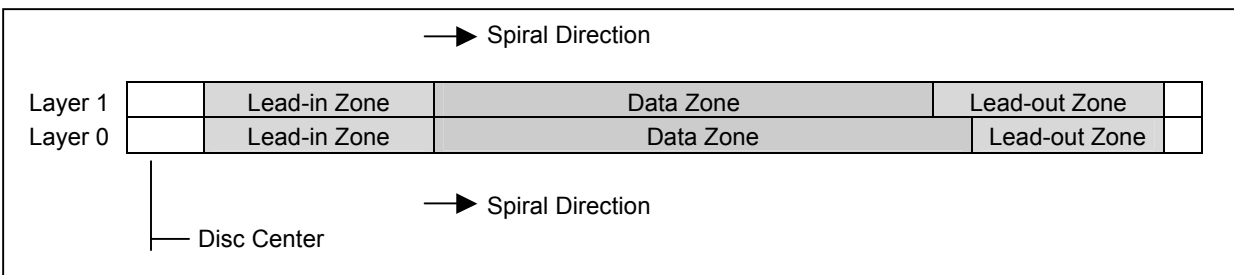 Spiral Direction
Layer 1 Lead-in Zone Data Zone Lead-out Zone
Layer 0 Lead-in Zone Data Zone Lead-out Zone
Spiral Direction
Disc Center